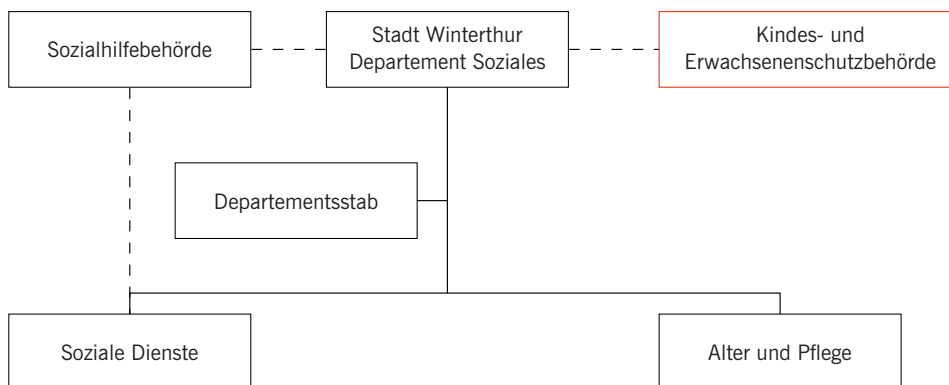 Sozialhilfebehörde
Stadt Winterthur
Departement Soziales
Kindes- und
Erwachsenenschutzbehörde
Departementsstab
Soziale Dienste
Alter und Pflege